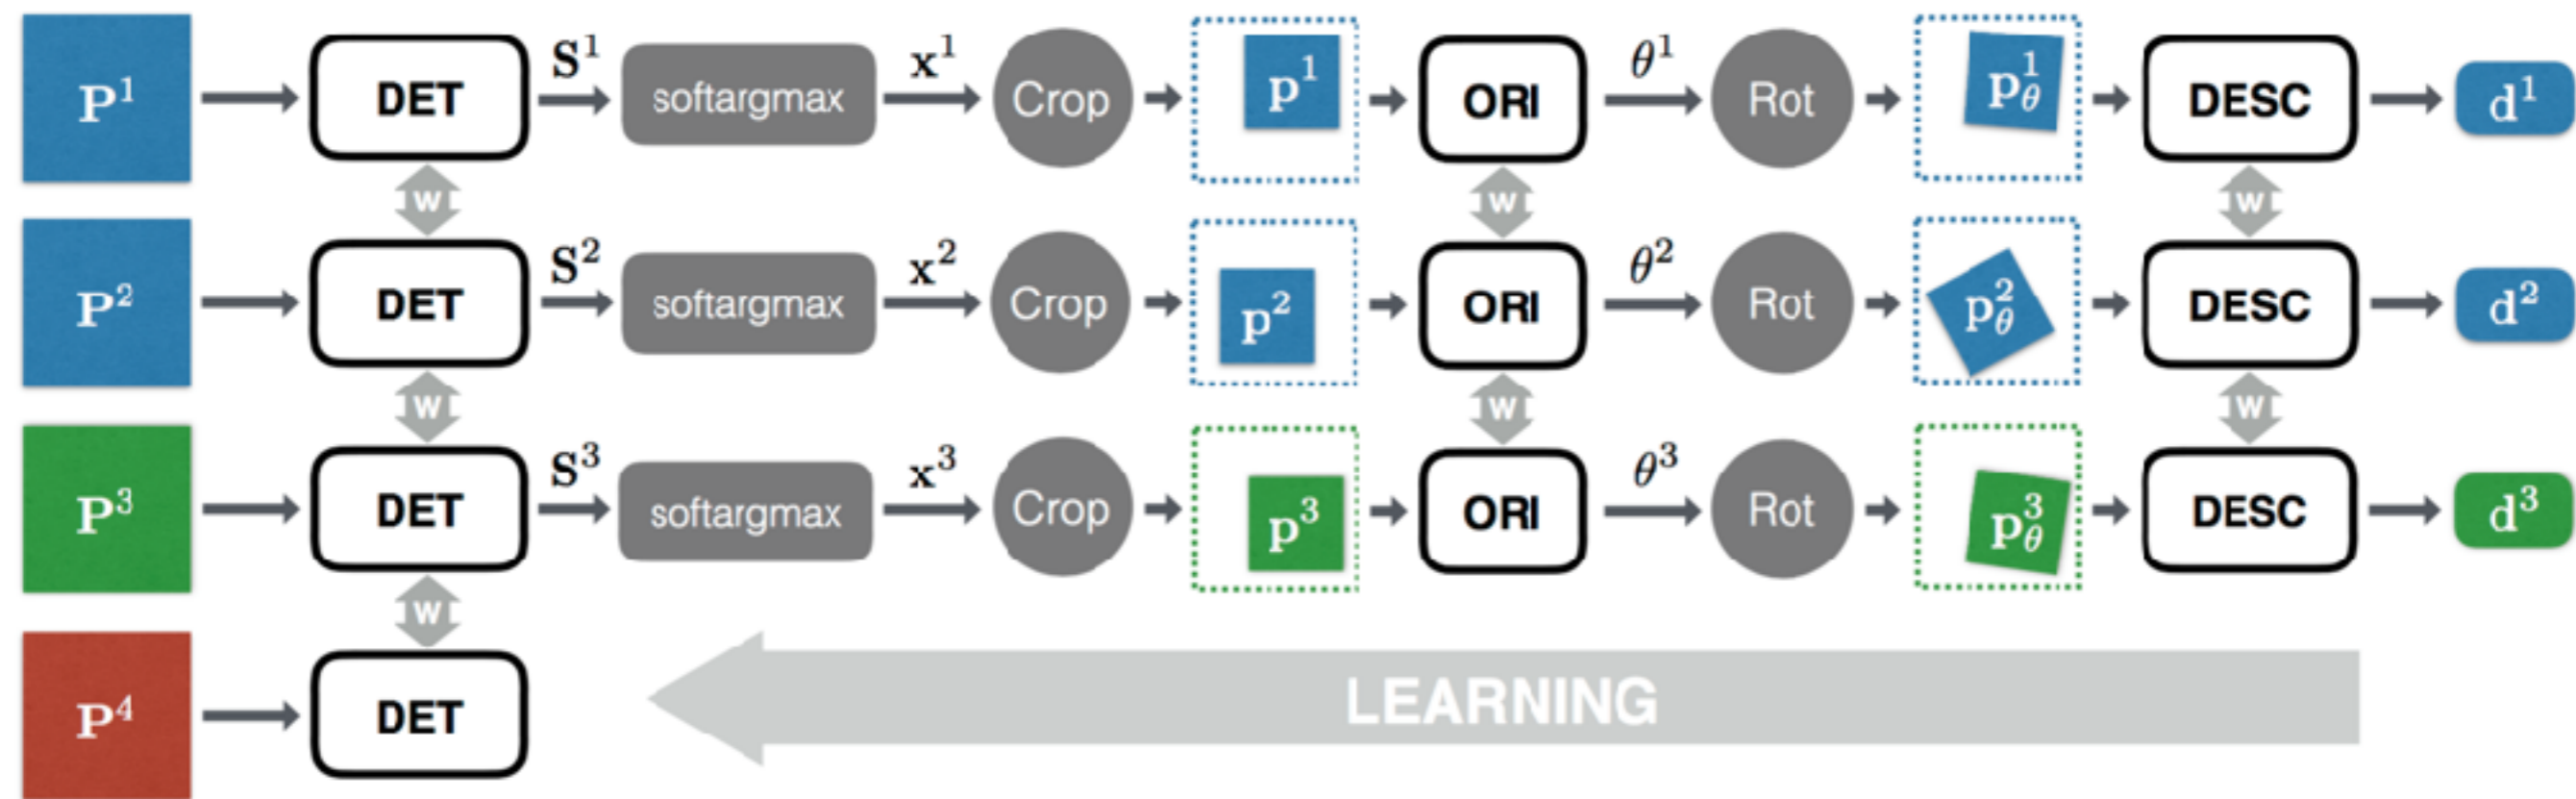 P¹ DET S¹ softargmax x¹ Crop p¹ ORI θ¹ Rot p¹θ DESC d¹
W W W
P² DET S² softargmax x² Crop p² ORI θ² Rot p²θ DESC d²
W W W
P³ DET S³ softargmax x³ Crop p³ ORI θ³ Rot p³θ DESC d³
W
P⁴ DET LEARNING